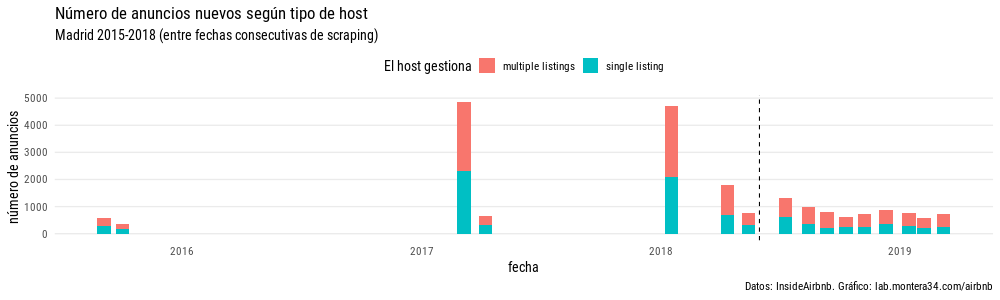 Número de anuncios nuevos según tipo de host
Madrid 2015-2018 (entre fechas consecutivas de scraping)
El host gestiona multiple listings single listing
número de anuncios
5000
4000
3000
2000
1000
0
2016 2017 2018 2019
fecha
Datos: InsideAirbnb. Gráfico: lab.montera34.com/airbnb